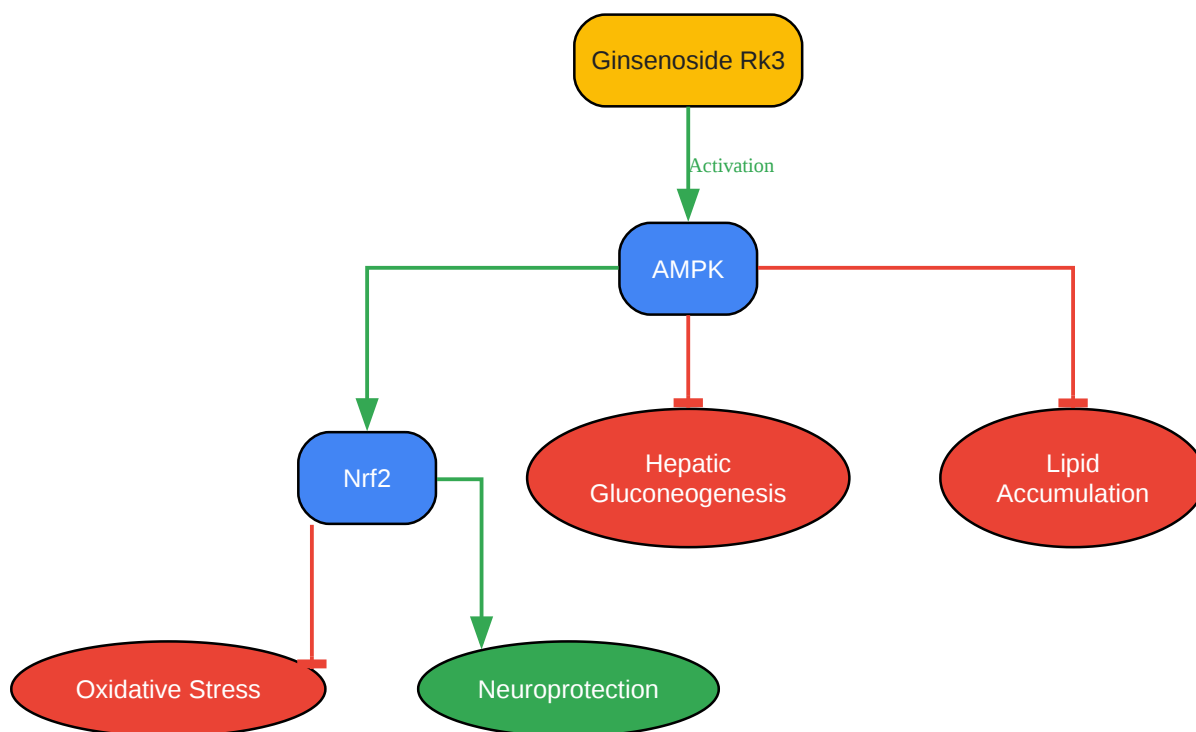 Ginsenoside Rk3
Activation
AMPK
Nrf2
Hepatic
Gluconeogenesis
Lipid
Accumulation
Oxidative Stress
Neuroprotection